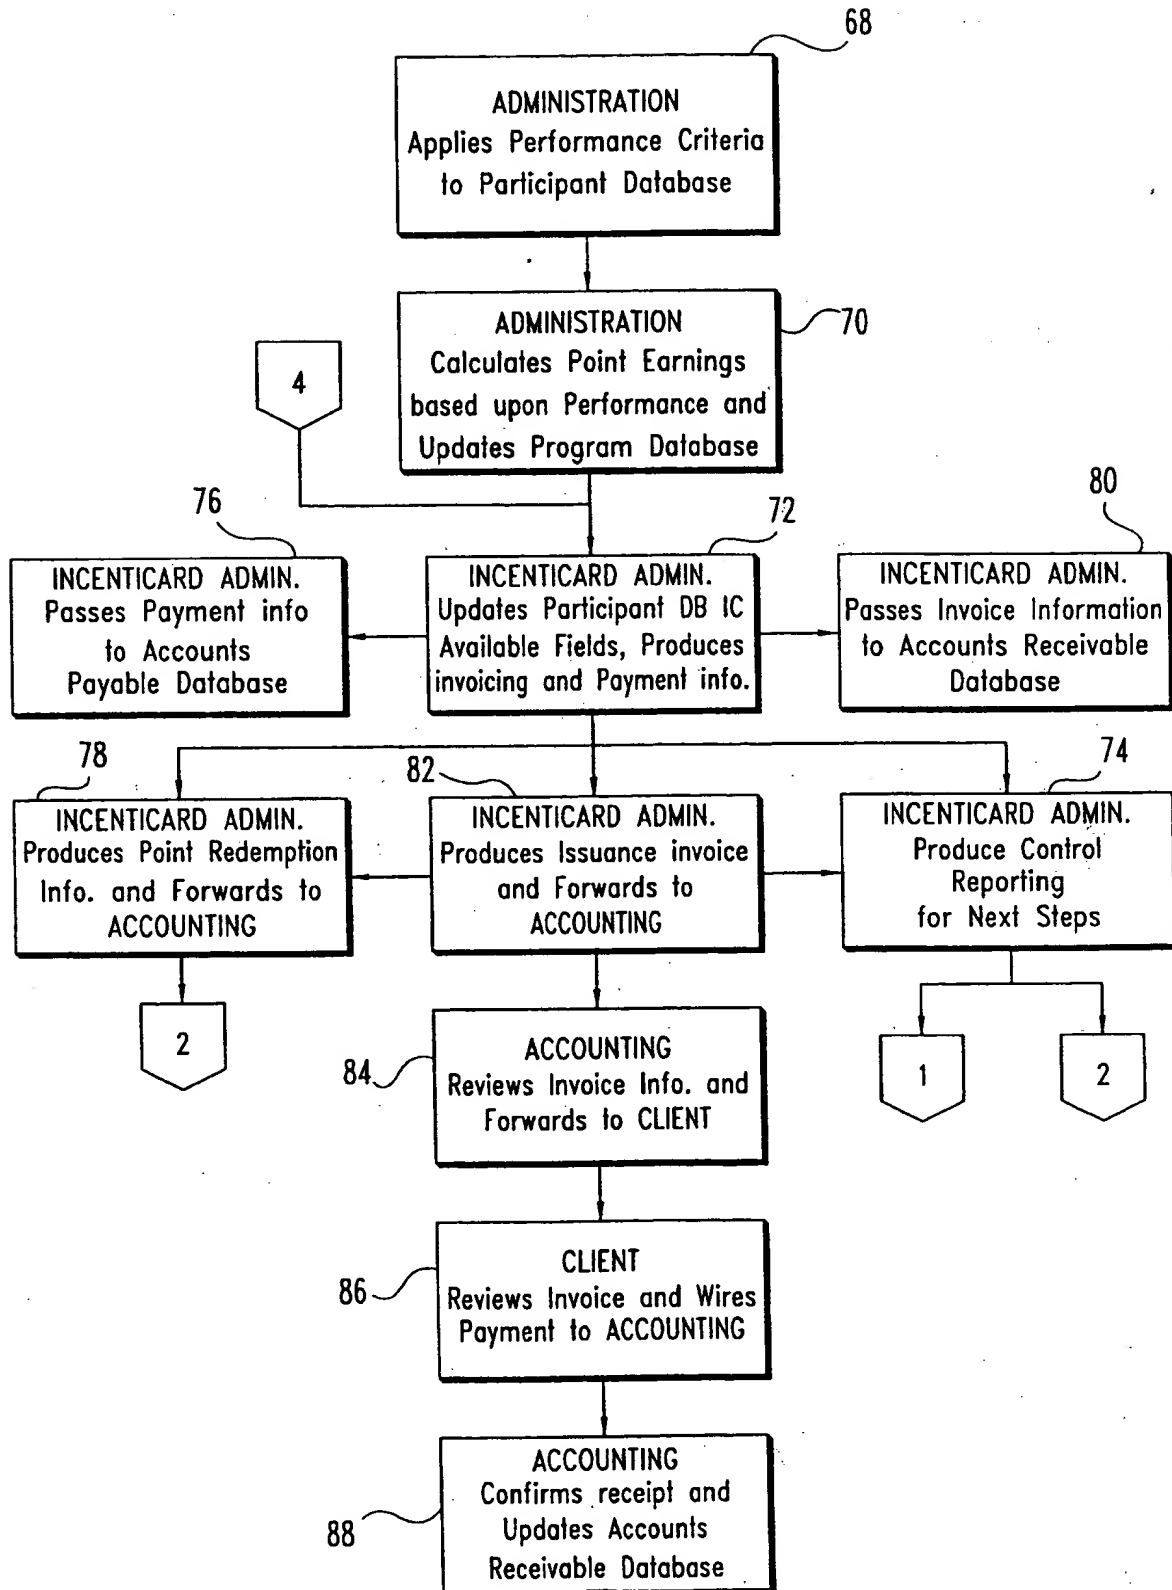 68
ADMINISTRATION
Applies Performance Criteria
to Participant Database
70
ADMINISTRATION
Calculates Point Earnings
based upon Performance and
Updates Program Database
4
76
INCENTICARD ADMIN.
Passes Payment info
to Accounts
Payable Database
72
INCENTICARD ADMIN.
Updates Participant DB IC
Available Fields, Produces
invoicing and Payment info.
80
INCENTICARD ADMIN.
Passes Invoice Information
to Accounts Receivable
Database
78
INCENTICARD ADMIN.
Produces Point Redemption
Info. and Forwards to
ACCOUNTING
82
INCENTICARD ADMIN.
Produces Issuance invoice
and Forwards to
ACCOUNTING
74
INCENTICARD ADMIN.
Produce Control
Reporting
for Next Steps
2
1
2
84
ACCOUNTING
Reviews Invoice Info. and
Forwards to CLIENT
86
CLIENT
Reviews Invoice and Wires
Payment to ACCOUNTING
88
ACCOUNTING
Confirms receipt and
Updates Accounts
Receivable Database